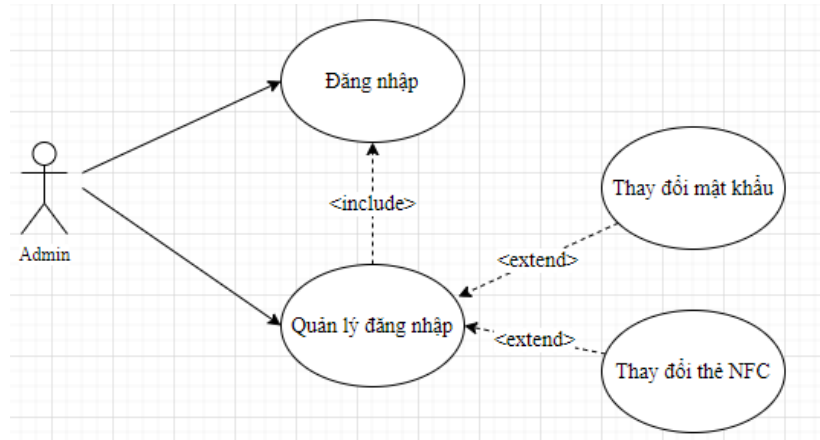 Đăng nhập
<include>
Thay đổi mật khẩu
Admin
<extend>
Quản lý đăng nhập
<extend>
Thay đổi thẻ NFC